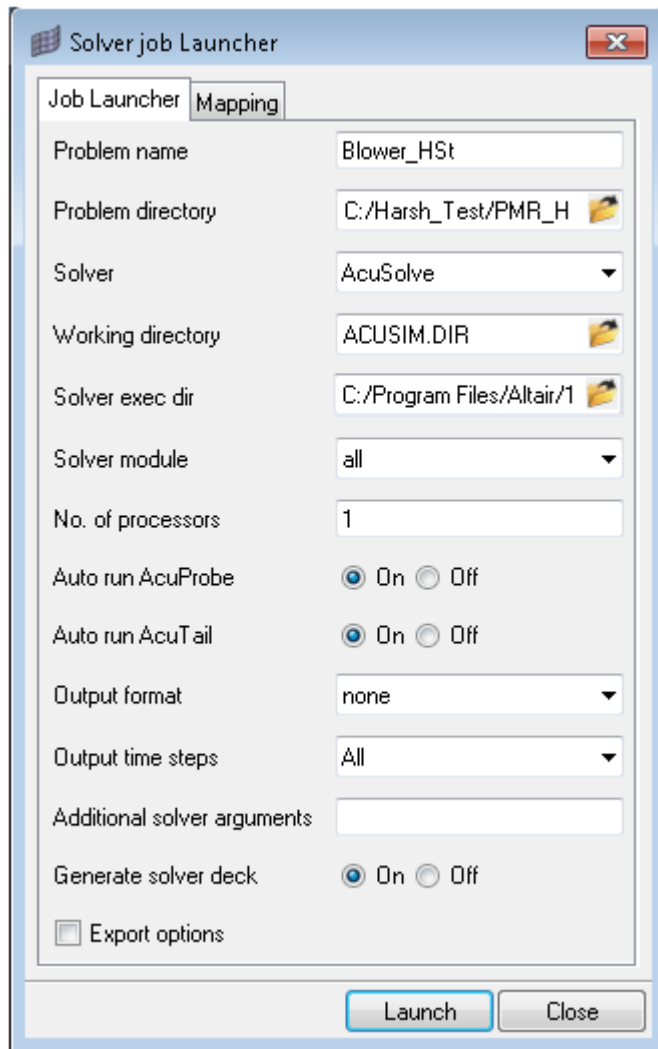 Solver job Launcher
Job Launcher Mapping
Problem name Blower_HSt
Problem directory C:/Harsh_Test/PMR_H
Solver AcuSolve
Working directory ACUSIM.DIR
Solver exec dir C:/Program Files/Altair/1
Solver module all
No. of processors 1
Auto run AcuProbe On Off
Auto run AcuTail On Off
Output format none
Output time steps All
Additional solver arguments
Generate solver deck On Off
Export options
Launch Close